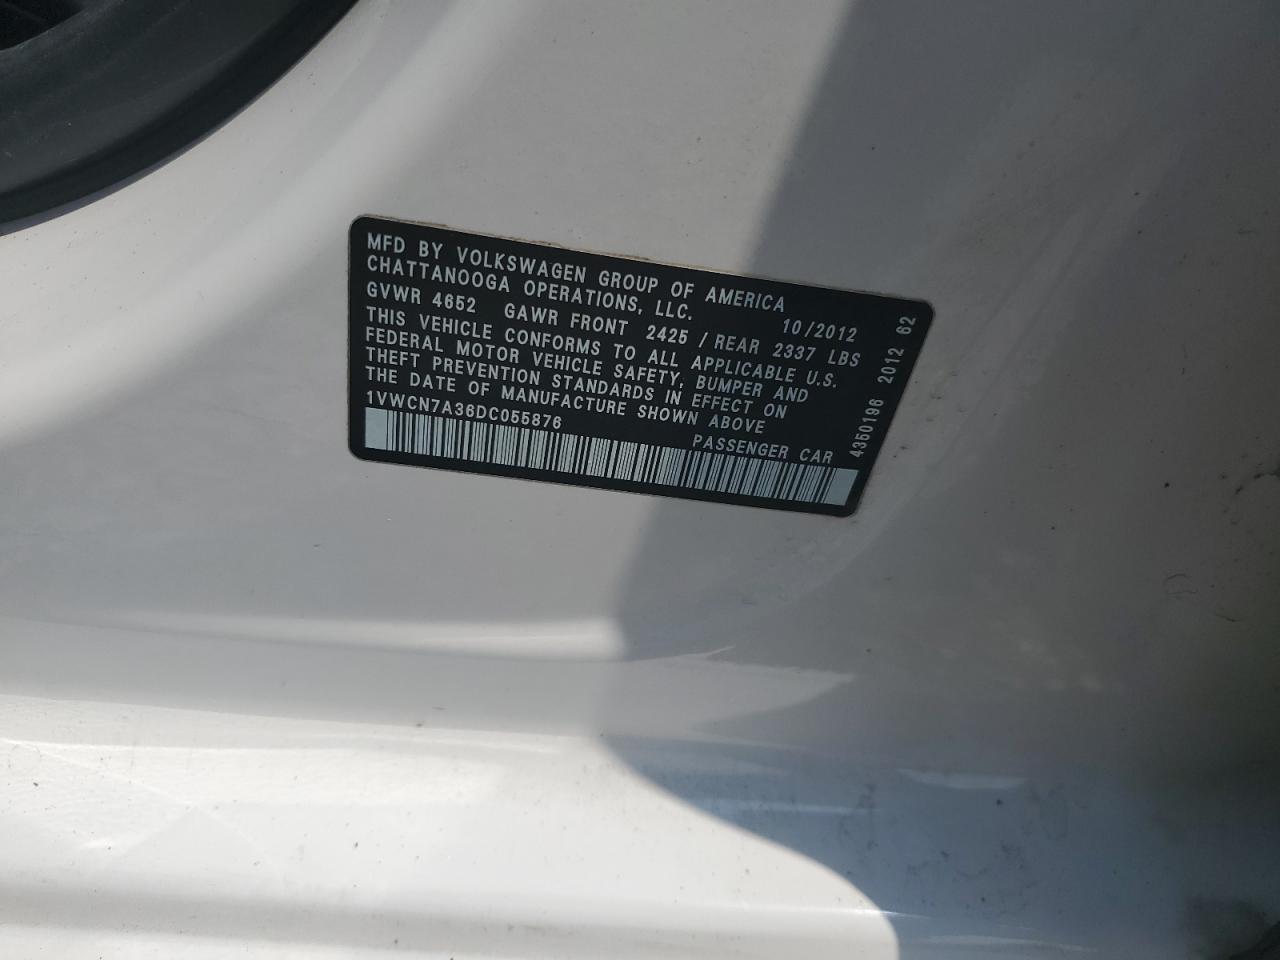 MFD BY VOLKSWAGEN GROUP OF AMERICA
CHATTANOOGA OPERATIONS, LLC. 10/2012
GVWR 4652 GAWR FRONT 2425 / REAR 2337 LBS
THIS VEHICLE CONFORMS TO ALL APPLICABLE U.S.
FEDERAL MOTOR VEHICLE SAFETY, BUMPER AND
THEFT PREVENTION STANDARDS IN EFFECT ON
THE DATE OF MANUFACTURE SHOWN ABOVE
1VWCN7A36DC055876 PASSENGER CAR
4350196 2012 62